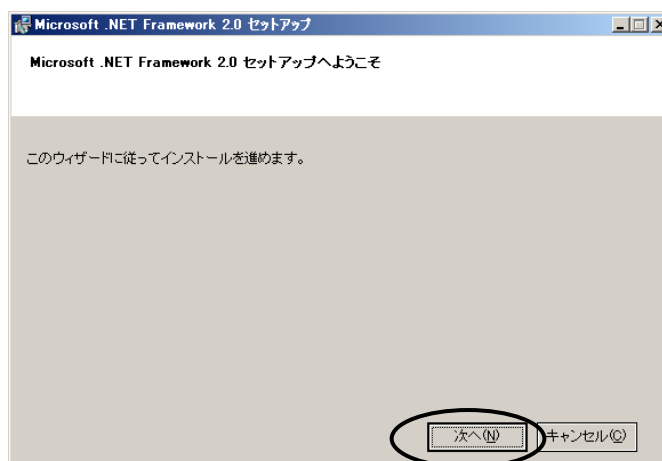 Microsoft .NET Framework 2.0 セットアップ
Microsoft .NET Framework 2.0 セットアップへようこそ
このウィザードに従ってインストールを進めます。
次へ(N)
キャンセル(C)